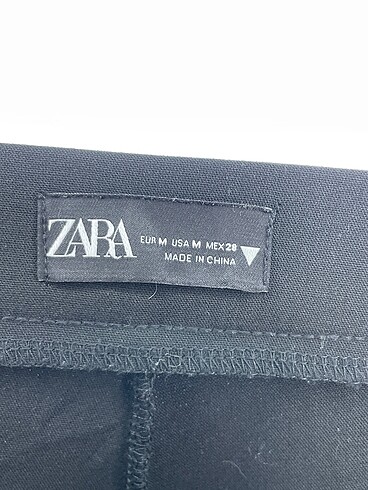 ZARA
EUR M USA M MEX 28
MADE IN CHINA